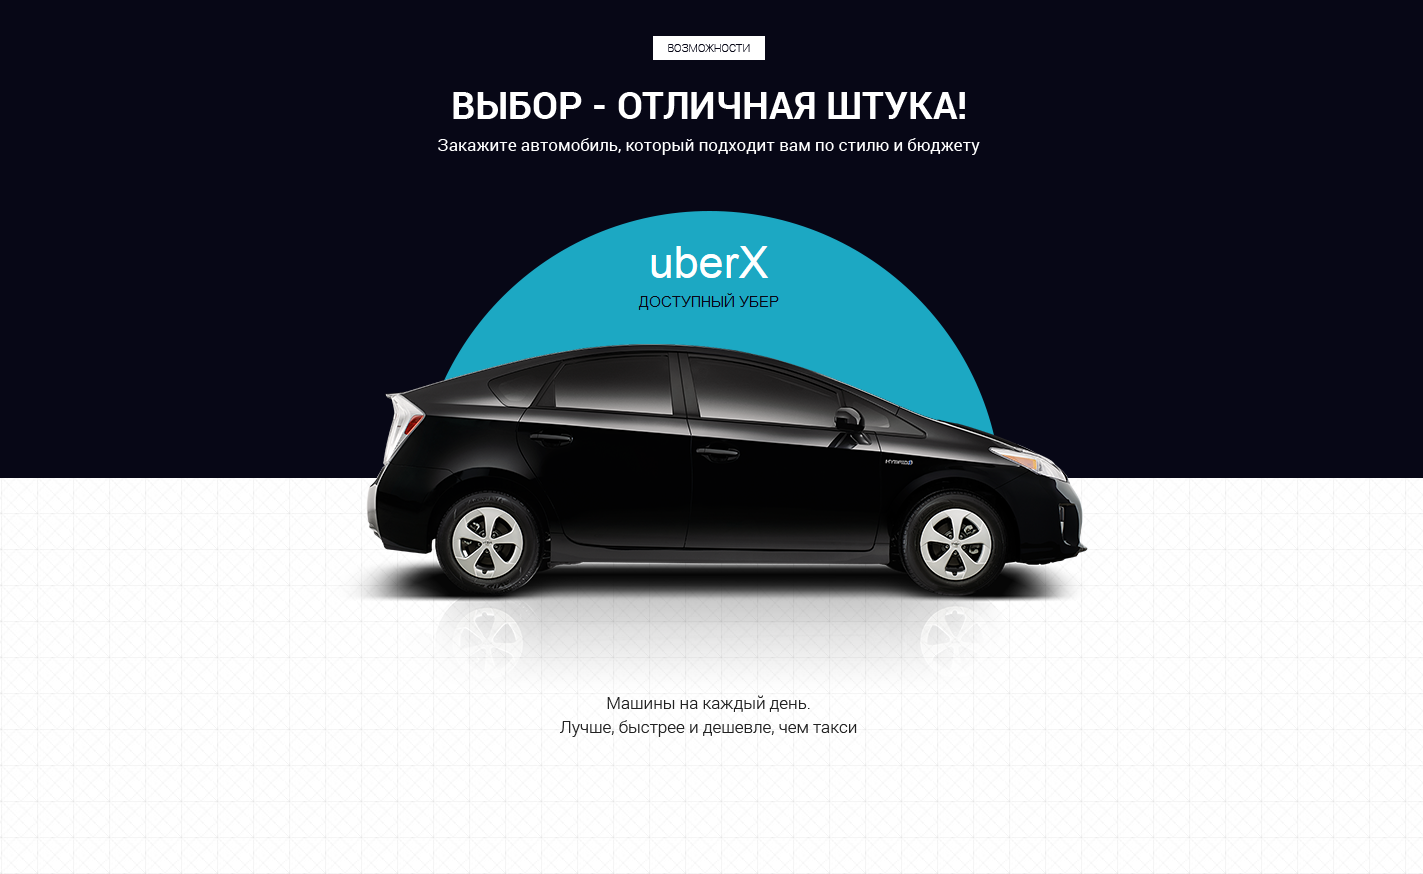 ВОЗМОЖНОСТИ
ВЫБОР - ОТЛИЧНАЯ ШТУКА!
Закажите автомобиль, который подходит вам по стилю и бюджету
uberX
ДОСТУПНЫЙ УБЕР
HYBRID
Машины на каждый день.
Лучше, быстрее и дешевле, чем такси